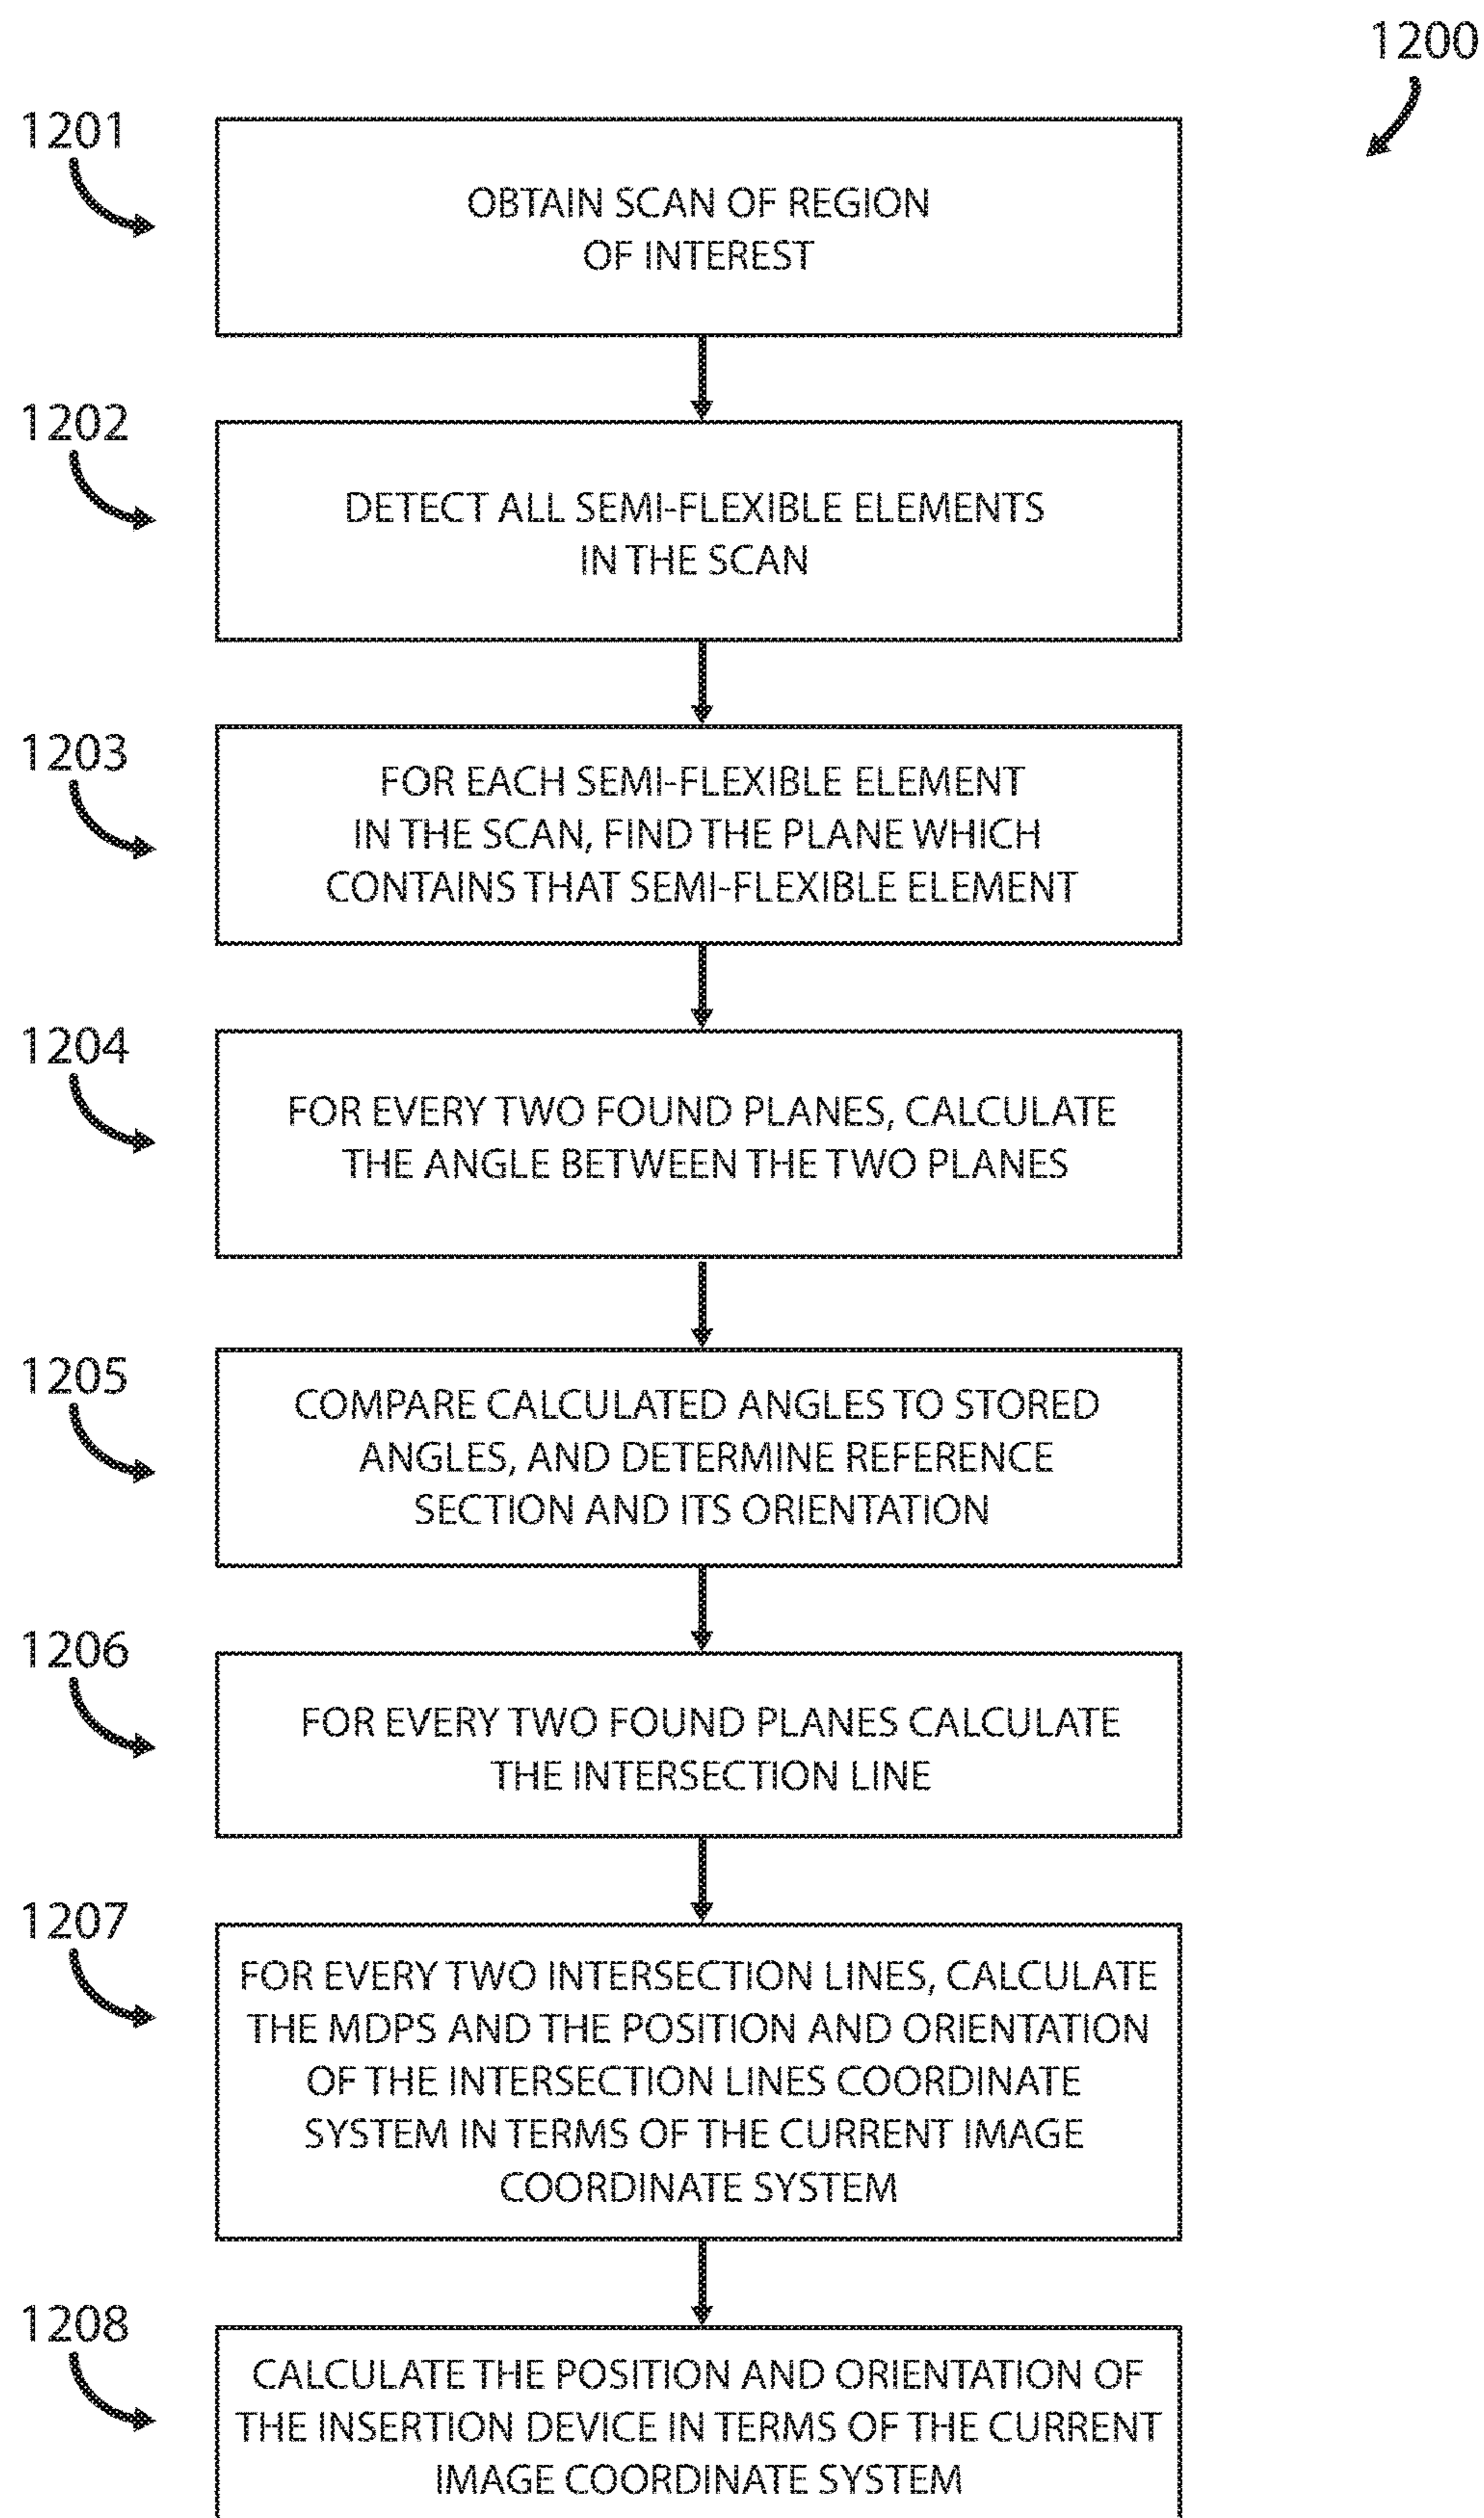 1200
1201
OBTAIN SCAN OF REGION
OF INTEREST
1202
DETECT ALL SEMI-FLEXIBLE ELEMENTS
IN THE SCAN
1203
FOR EACH SEMI-FLEXIBLE ELEMENT
IN THE SCAN, FIND THE PLANE WHICH
CONTAINS THAT SEMI-FLEXIBLE ELEMENT
1204
FOR EVERY TWO FOUND PLANES, CALCULATE
THE ANGLE BETWEEN THE TWO PLANES
1205
COMPARE CALCULATED ANGLES TO STORED
ANGLES, AND DETERMINE REFERENCE
SECTION AND ITS ORIENTATION
1206
FOR EVERY TWO FOUND PLANES CALCULATE
THE INTERSECTION LINE
1207
FOR EVERY TWO INTERSECTION LINES, CALCULATE
THE MDPS AND THE POSITION AND ORIENTATION
OF THE INTERSECTION LINES COORDINATE
SYSTEM IN TERMS OF THE CURRENT IMAGE
COORDINATE SYSTEM
1208
CALCULATE THE POSITION AND ORIENTATION OF
THE INSERTION DEVICE IN TERMS OF THE CURRENT
IMAGE COORDINATE SYSTEM